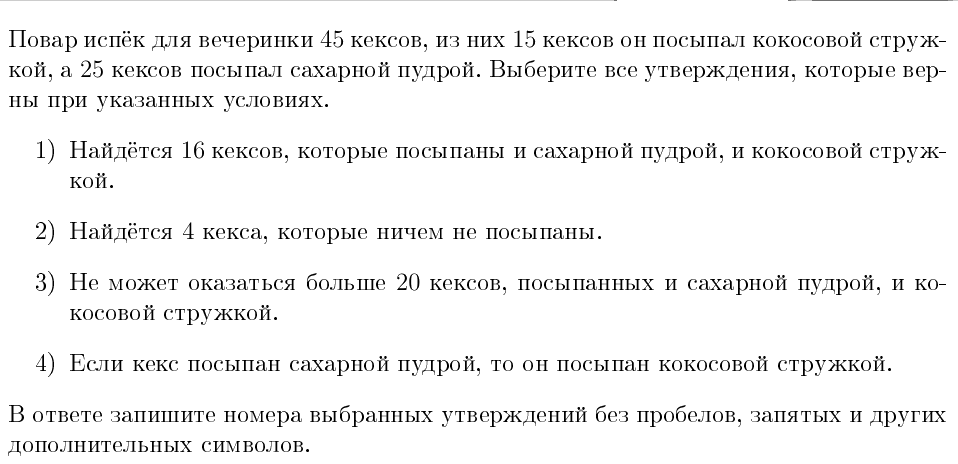 Повар испёк для вечеринки 45 кексов, из них 15 кексов он посыпал кокосовой струж-
кой, а 25 кексов посыпал сахарной пудрой. Выберите все утверждения, которые вер-
ны при указанных условиях.
1) Найдётся 16 кексов, которые посыпаны и сахарной пудрой, и кокосовой струж-
кой.
2) Найдётся 4 кекса, которые ничем не посыпаны.
3) Не может оказаться больше 20 кексов, посыпанных и сахарной пудрой, и ко-
косовой стружкой.
4) Если кекс посыпан сахарной пудрой, то он посыпан кокосовой стружкой.
В ответе запишите номера выбранных утверждений без пробелов, запятых и других
дополнительных символов.